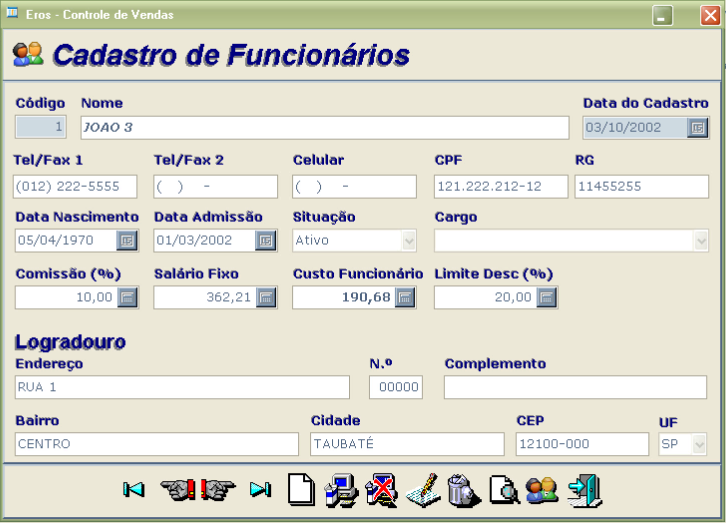 Eros - Controle de Vendas
Cadastro de Funcionários
Código Nome Data do Cadastro
1 JOAO 3 03/10/2002
Tel/Fax 1 Tel/Fax 2 Celular CPF RG
(012) 222-5555 ( ) - ( ) - 121.222.212-12 11455255
Data Nascimento Data Admissão Situação Cargo
05/04/1970 01/03/2002 Ativo
Comissão (%) Salário Fixo Custo Funcionário Limite Desc (%)
10,00 362,21 190,68 20,00
Logradouro
Endereço N.º Complemento
RUA 1 00000
Bairro Cidade CEP UF
CENTRO TAUBATÉ 12100-000 SP